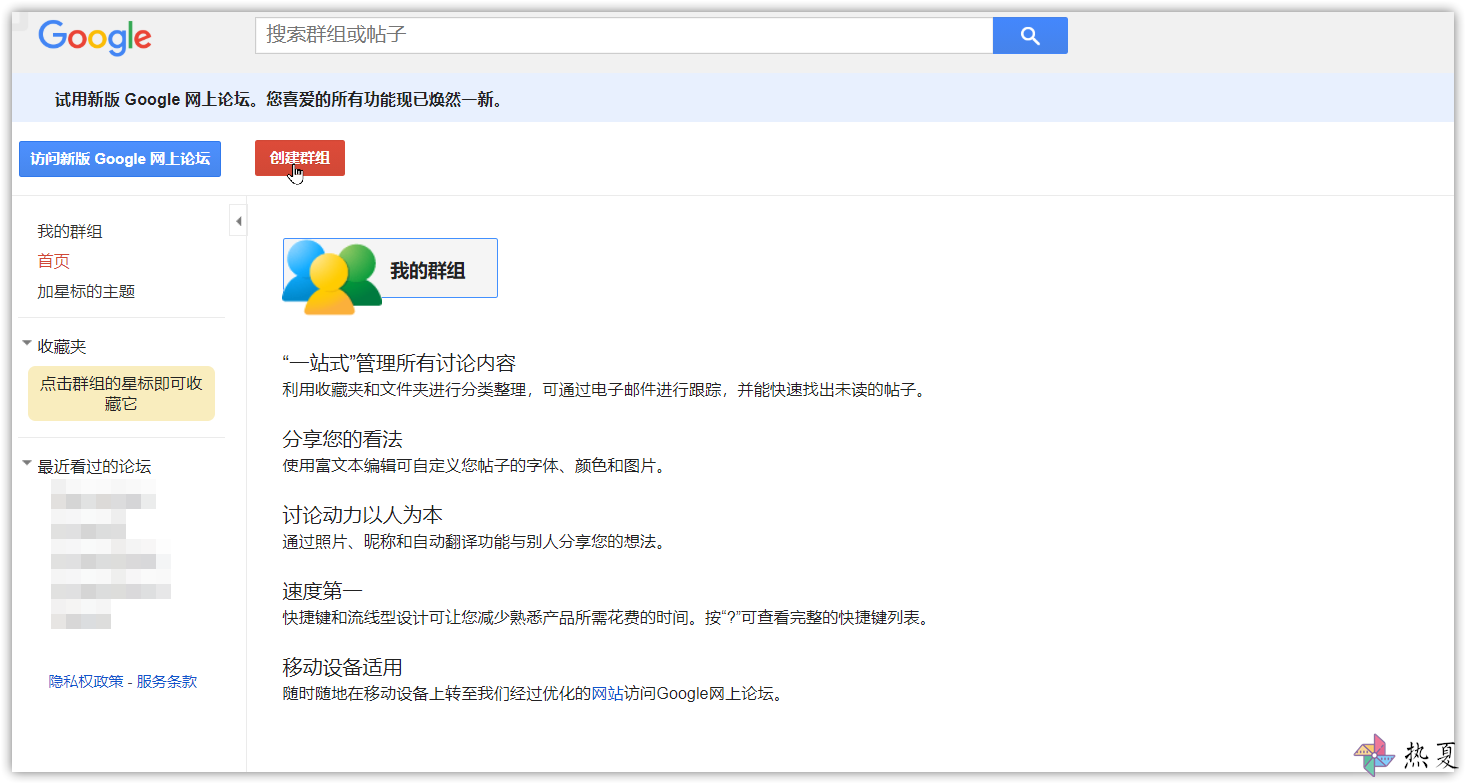 Google
搜索群组或帖子
试用新版 Google 网上论坛。您喜爱的所有功能现已焕然一新。
访问新版 Google 网上论坛
创建群组
我的群组
首页
加星标的主题
收藏夹
点击群组的星标即可收
藏它
最近看过的论坛
隐私权政策 - 服务条款
我的群组
“一站式”管理所有讨论内容
利用收藏夹和文件夹进行分类整理，可通过电子邮件进行跟踪，并能快速找出未读的帖子。
分享您的看法
使用富文本编辑可自定义您帖子的字体、颜色和图片。
讨论动力以人为本
通过照片、昵称和自动翻译功能与别人分享您的想法。
速度第一
快捷键和流线型设计可让您减少熟悉产品所需花费的时间。按“?”可查看完整的快捷键列表。
移动设备适用
随时随地在移动设备上转至我们经过优化的网站访问Google网上论坛。
热夏